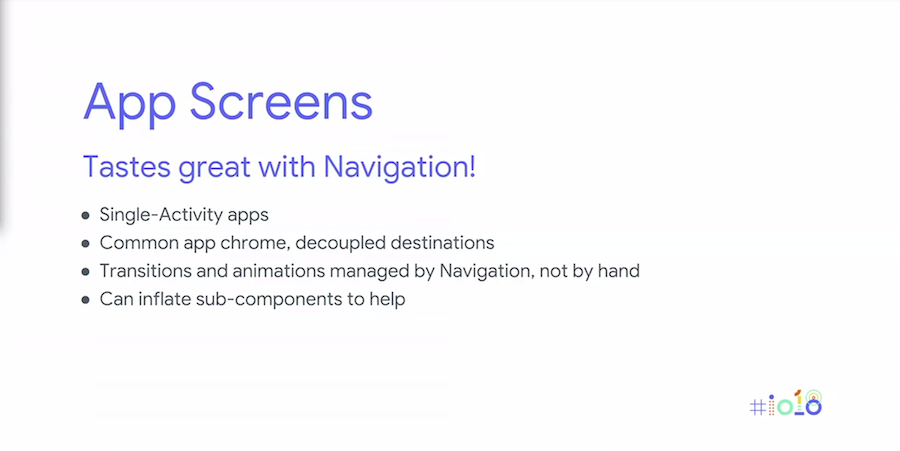 App Screens
Tastes great with Navigation!
● Single-Activity apps
● Common app chrome, decoupled destinations
● Transitions and animations managed by Navigation, not by hand
● Can inflate sub-components to help
#io18